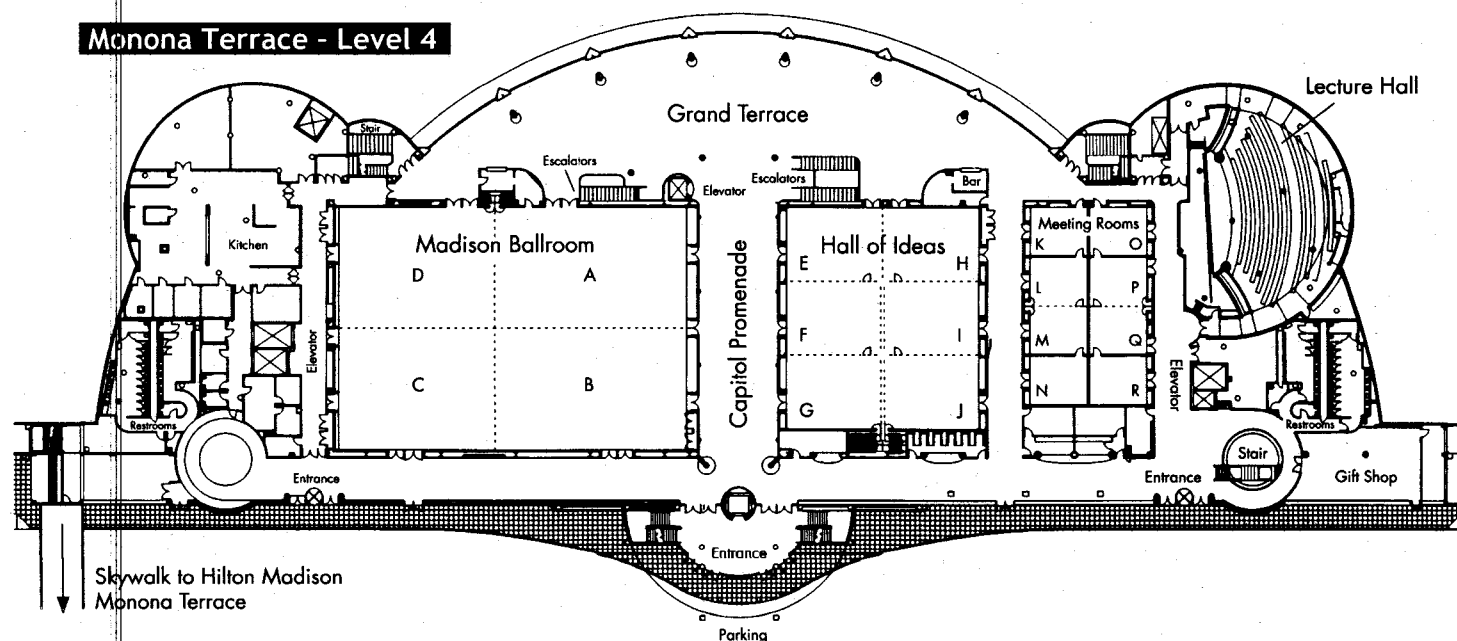 Monona Terrace - Level 4
Lecture Hall
Grand Terrace
Stair
Escalators
Elevator
Escalators
Bar
Kitchen
Madison Ballroom
D
A
C
B
Elevator
Capitol Promenade
Hall of Ideas
E
H
F
I
G
J
Meeting Rooms
K
O
L
P
M
Q
N
R
Elevator
Restrooms
Restrooms
Entrance
Entrance
Stair
Gift Shop
Entrance
Skywalk to Hilton Madison
Monona Terrace
Parking